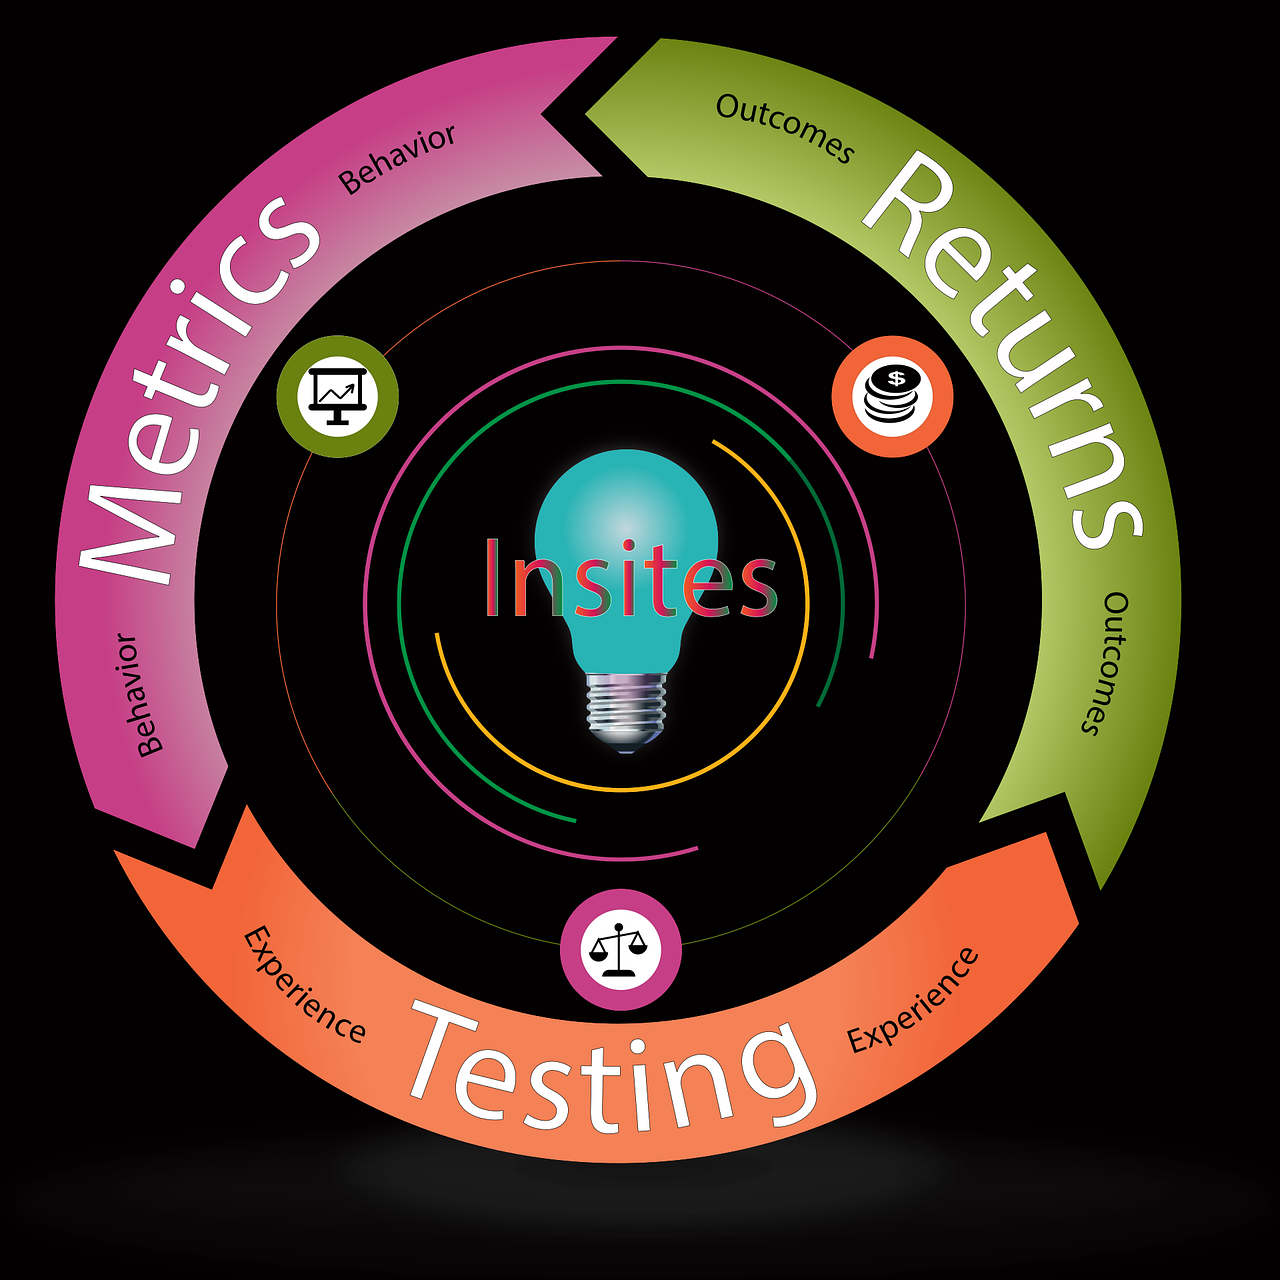 Behavior
Metrics
Behavior
Outcomes
Returns
Outcomes
$
Insites
Experience
Testing
Experience